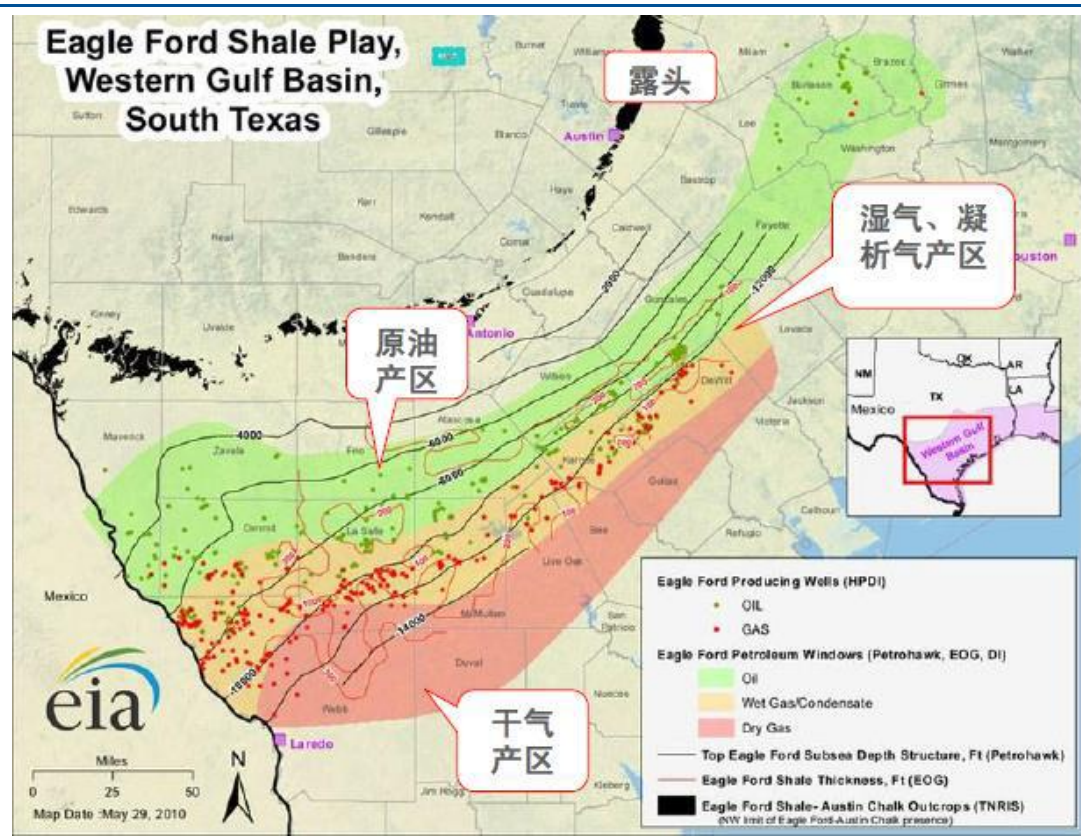 Eagle Ford Shale Play,
Western Gulf Basin,
South Texas
露头
湿气、凝
析气产区
原油
产区
干气
产区
Burnet
Williamson
Milam
Brazos
Burleson
Grimes
Walker
Sutton
Gillespie
Blanco
Travis
Austin
Lee
Washington
Montgomery
Hays
Bastrop
Edwards
Real
Kerr
Kendall
Comal
Caldwell
Fayette
Bandera
Guadalupe
Gonzales
Lavaca
Kinney
Uvalde
Antonio
Wilson
DeWitt
Jackson
Victoria
Maverick
Zavala
Frio
Atascosa
Karnes
Goliad
Calhoun
Dimmit
La Salle
Bee
Refugio
Live Oak
McMullen
San
Patricio
Duval
Webb
Nueces
Jim Hogg
Kleberg
Laredo
Mexico
-2000
-4000
-6000
-8000
-12000
-14000
NM
OK
AR
TX
LA
Mexico
Western Gulf
Basin
Eagle Ford Producing Wells (HPDI)
OIL
GAS
Eagle Ford Petroleum Windows (Petrohawk, EOG, DI)
Oil
Wet Gas/Condensate
Dry Gas
Top Eagle Ford Subsea Depth Structure, Ft (Petrohawk)
Eagle Ford Shale Thickness, Ft (EOG)
Eagle Ford Shale- Austin Chalk Outcrops (TNRIS)
(NW limit of Eagle Ford-Austin Chalk presence)
eia
Miles
0 25 50
N
Map Date :May 29, 2010